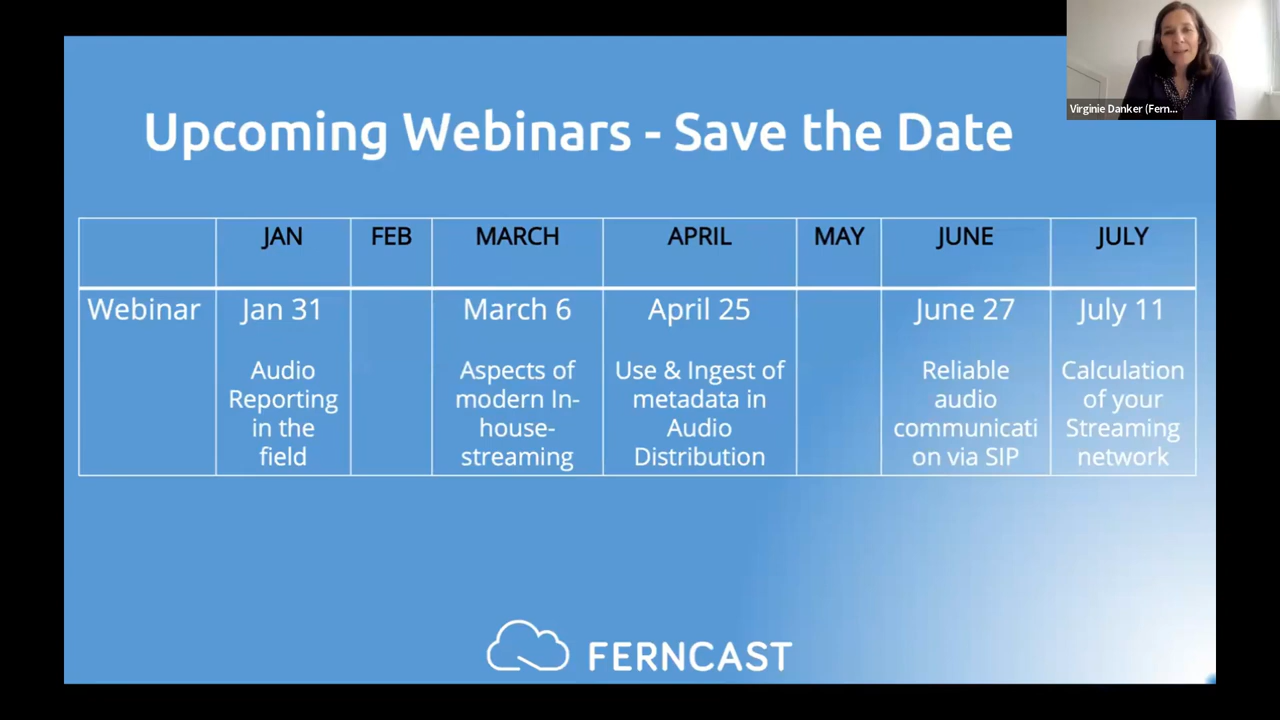 Virginie Danker (Fern...
Upcoming Webinars - Save the Date
JAN FEB MARCH APRIL MAY JUNE JULY
Webinar Jan 31 March 6 April 25 June 27 July 11
Audio
Reporting
in the
field
Aspects of
modern In-
house-
streaming
Use & Ingest of
metadata in
Audio
Distribution
Reliable
audio
communicati
on via SIP
Calculation
of your
Streaming
network
FERNCAST